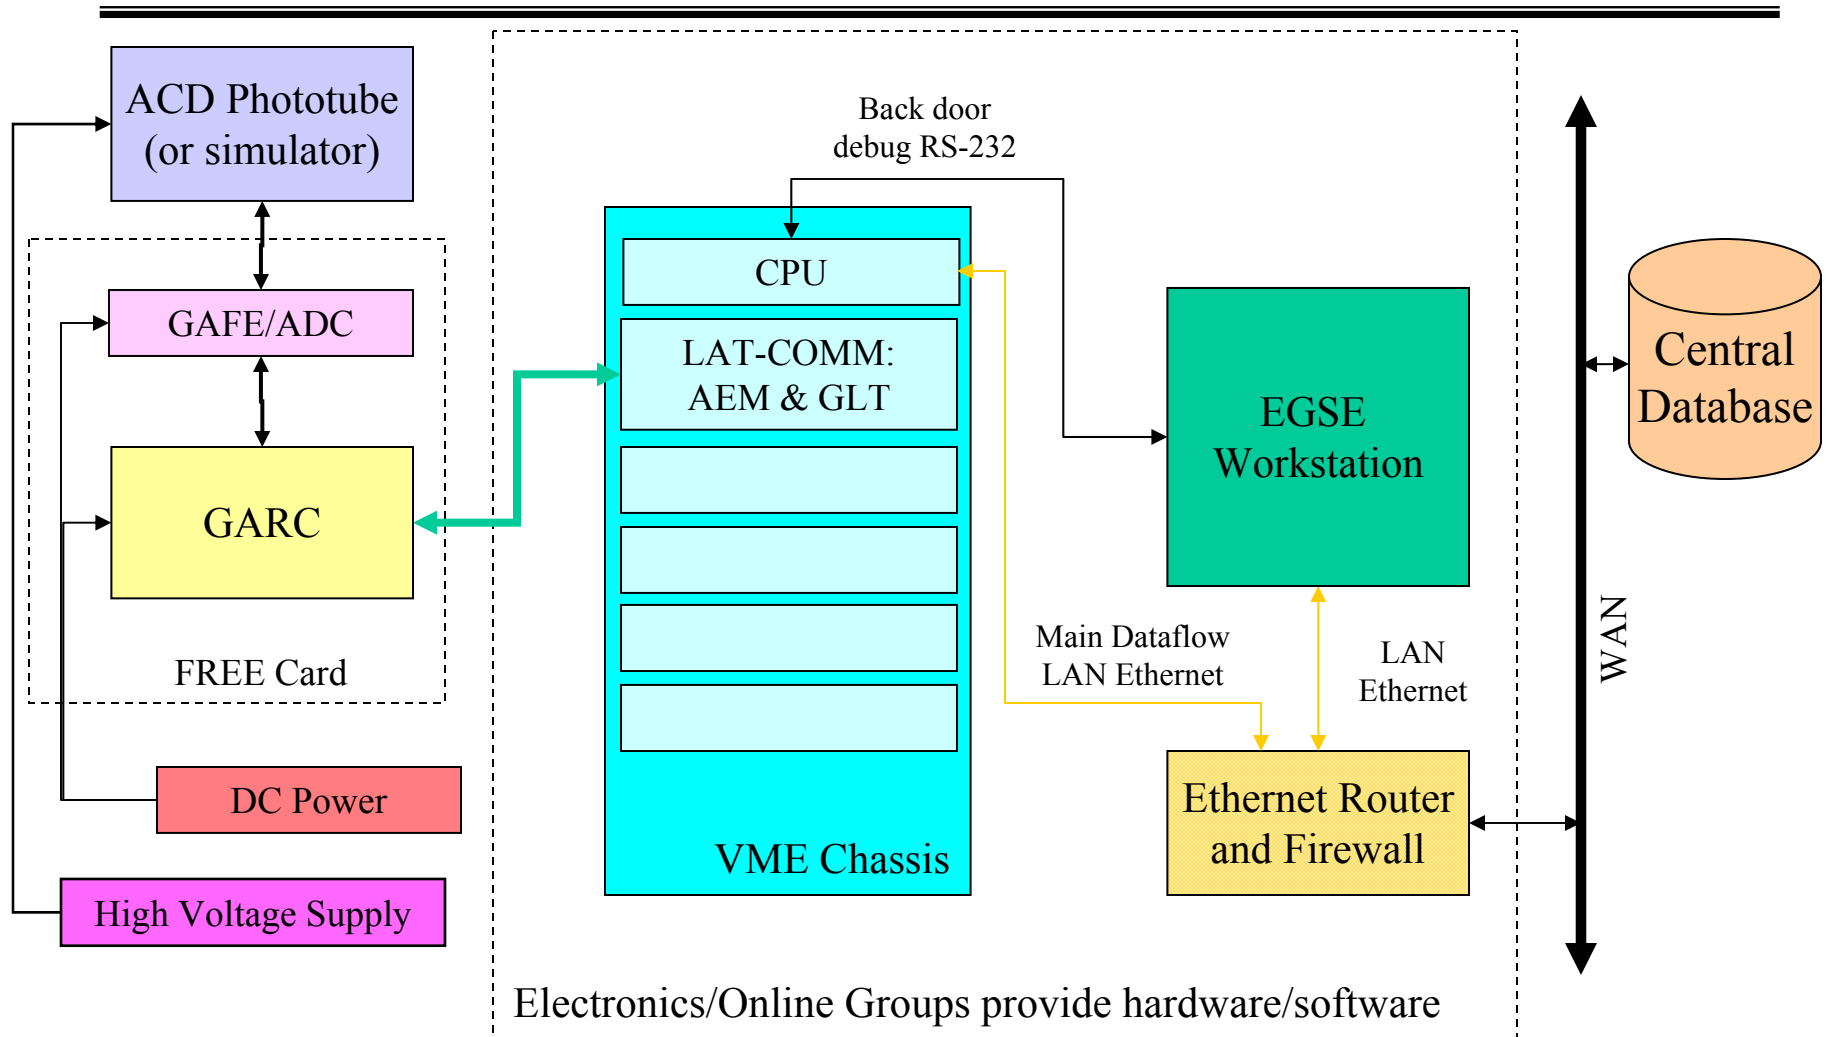 ACD Phototube
(or simulator)
GAFE/ADC
GARC
FREE Card
DC Power
High Voltage Supply
Back door
debug RS-232
CPU
LAT-COMM:
AEM & GLT
VME Chassis
EGSE
Workstation
Main Dataflow
LAN Ethernet
LAN
Ethernet
Ethernet Router
and Firewall
Electronics/Online Groups provide hardware/software
WAN
Central
Database